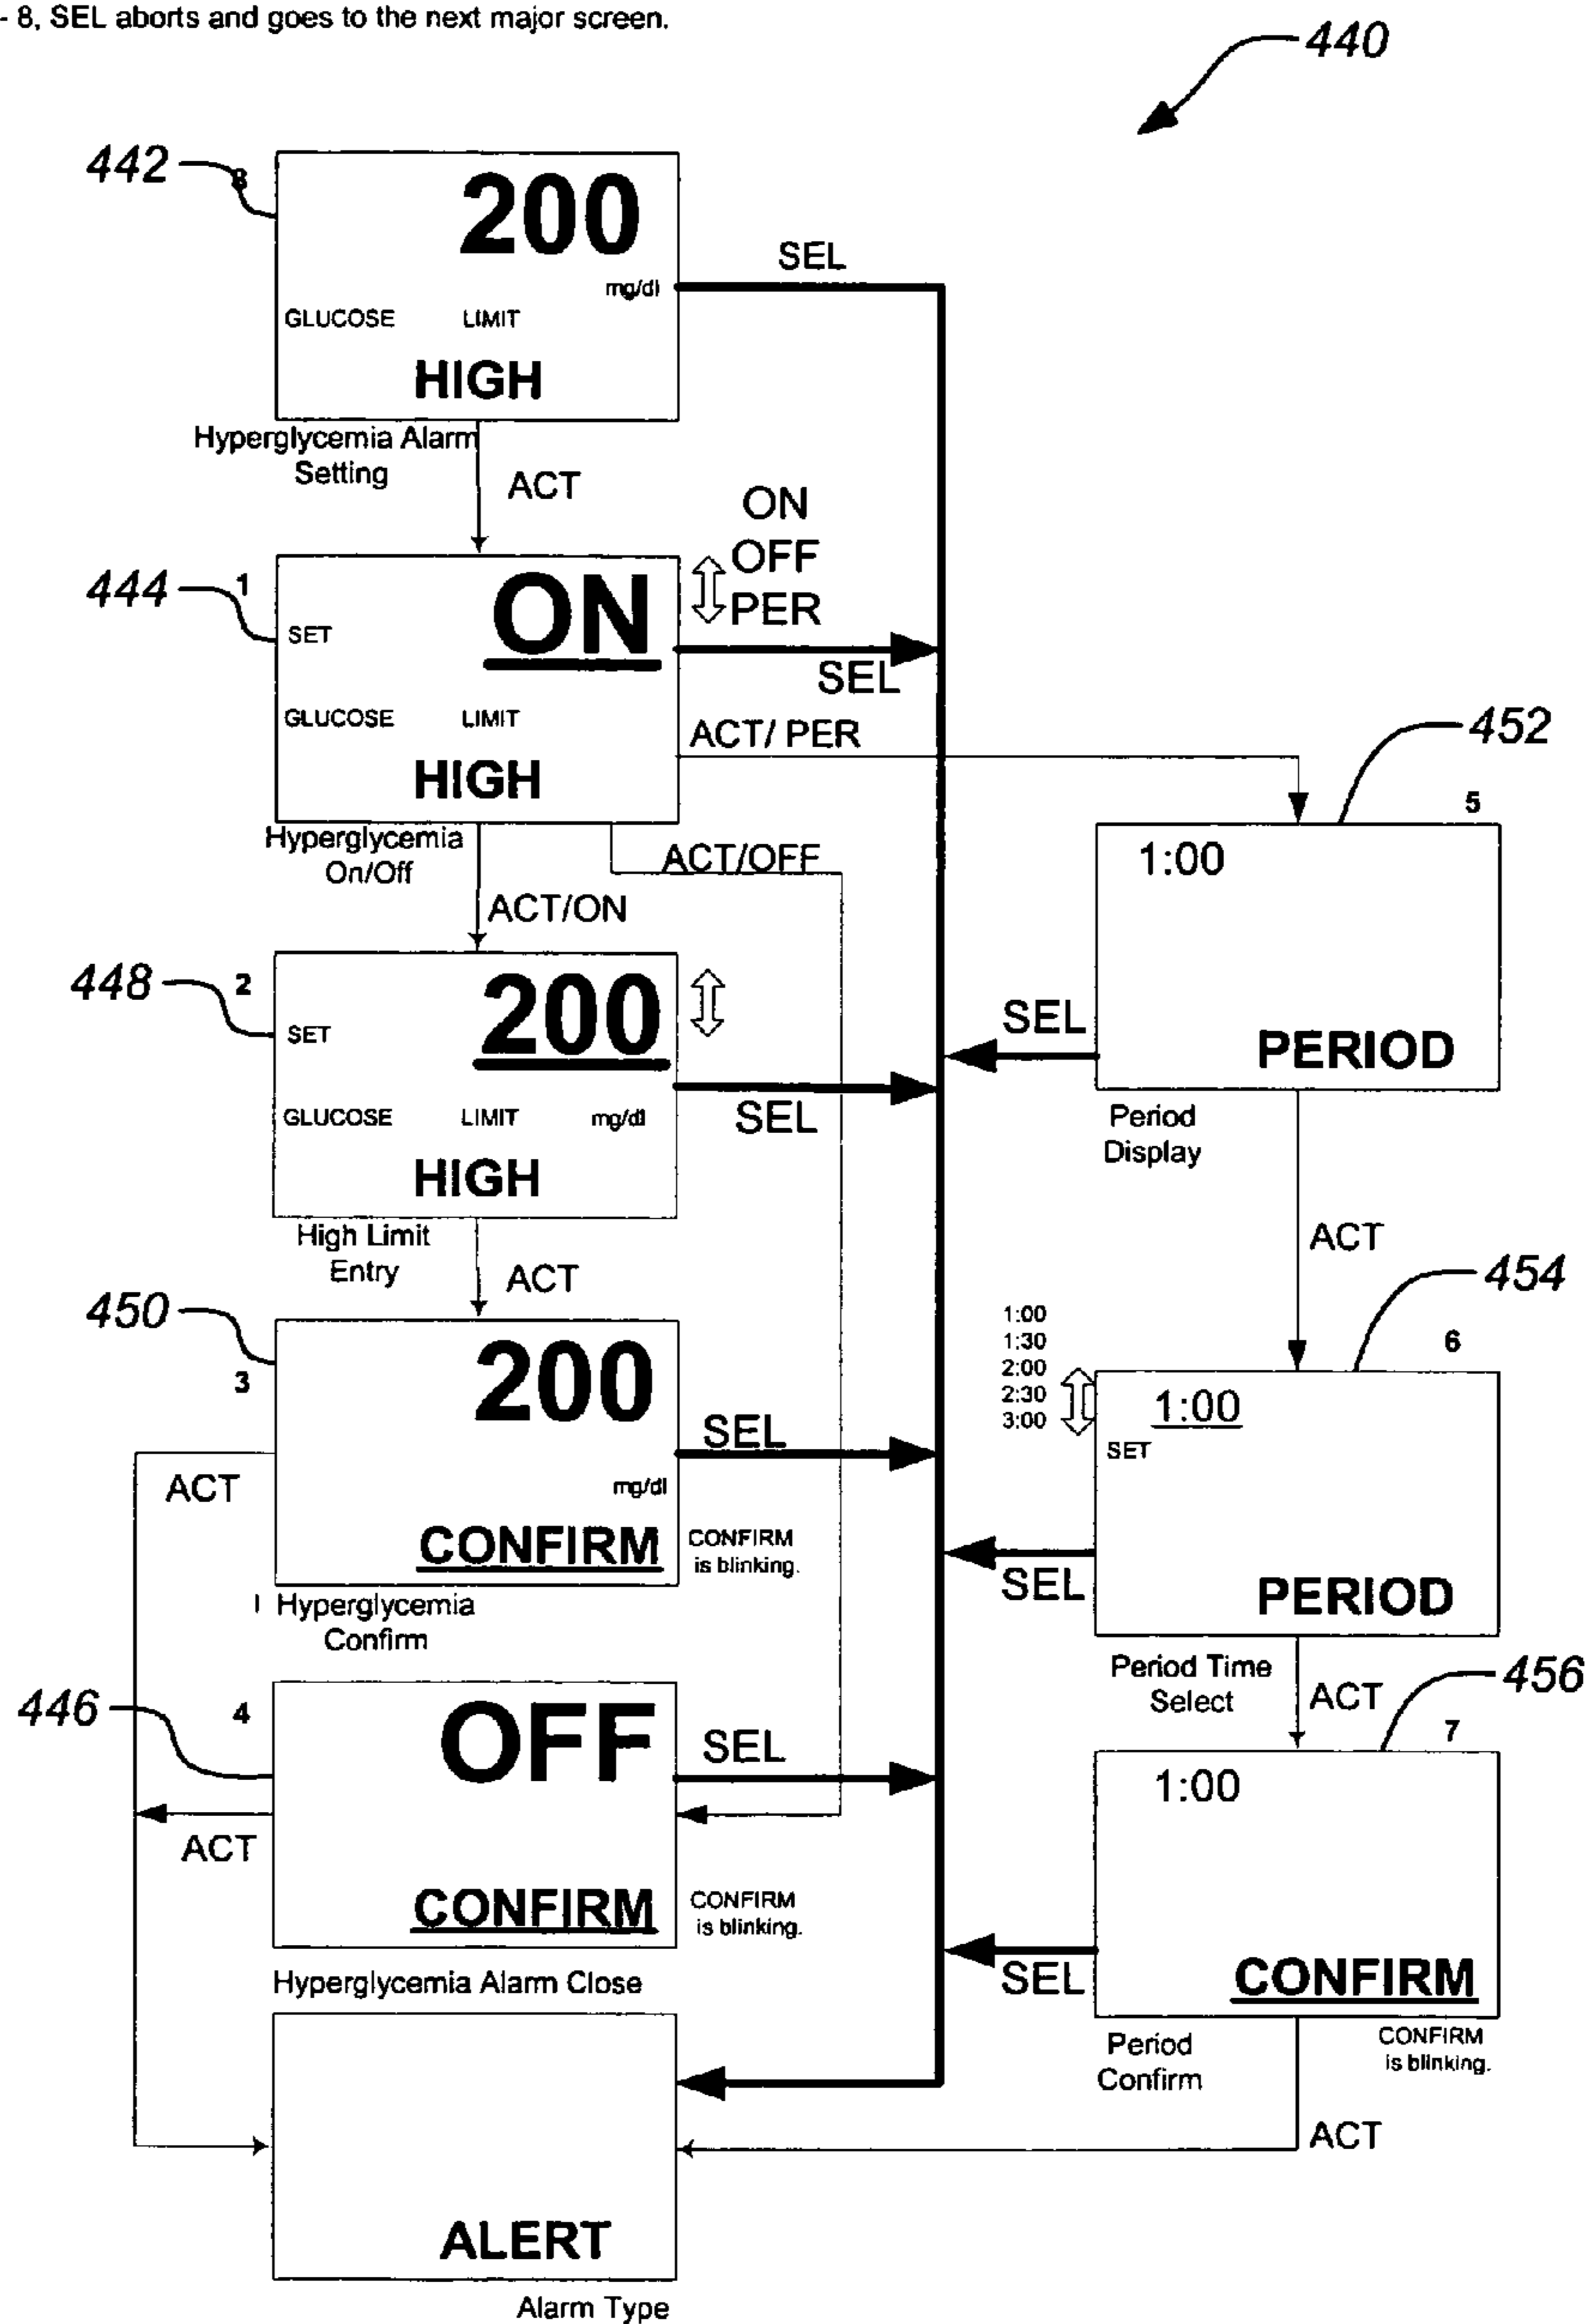 - 8, SEL aborts and goes to the next major screen.
440
442
8
200
mg/dl
GLUCOSE LIMIT
HIGH
SEL
Hyperglycemia Alarm
Setting
ACT
ON
OFF
PER
444
1
SET
ON
GLUCOSE LIMIT
HIGH
SEL
ACT/ PER
Hyperglycemia
On/Off
ACT/OFF
ACT/ON
452
5
1:00
PERIOD
SEL
Period
Display
ACT
448
2
SET
200
GLUCOSE LIMIT mg/dl
HIGH
SEL
High Limit
Entry
ACT
454
6
1:00
1:30
2:00
2:30
3:00
1:00
SET
PERIOD
SEL
Period Time
Select
ACT
450
3
200
mg/dl
CONFIRM
SEL
ACT
CONFIRM
is blinking.
Hyperglycemia
Confirm
446
4
OFF
CONFIRM
SEL
ACT
CONFIRM
is blinking.
Hyperglycemia Alarm Close
456
7
1:00
CONFIRM
SEL
Period
Confirm
CONFIRM
is blinking.
ACT
ALERT
Alarm Type